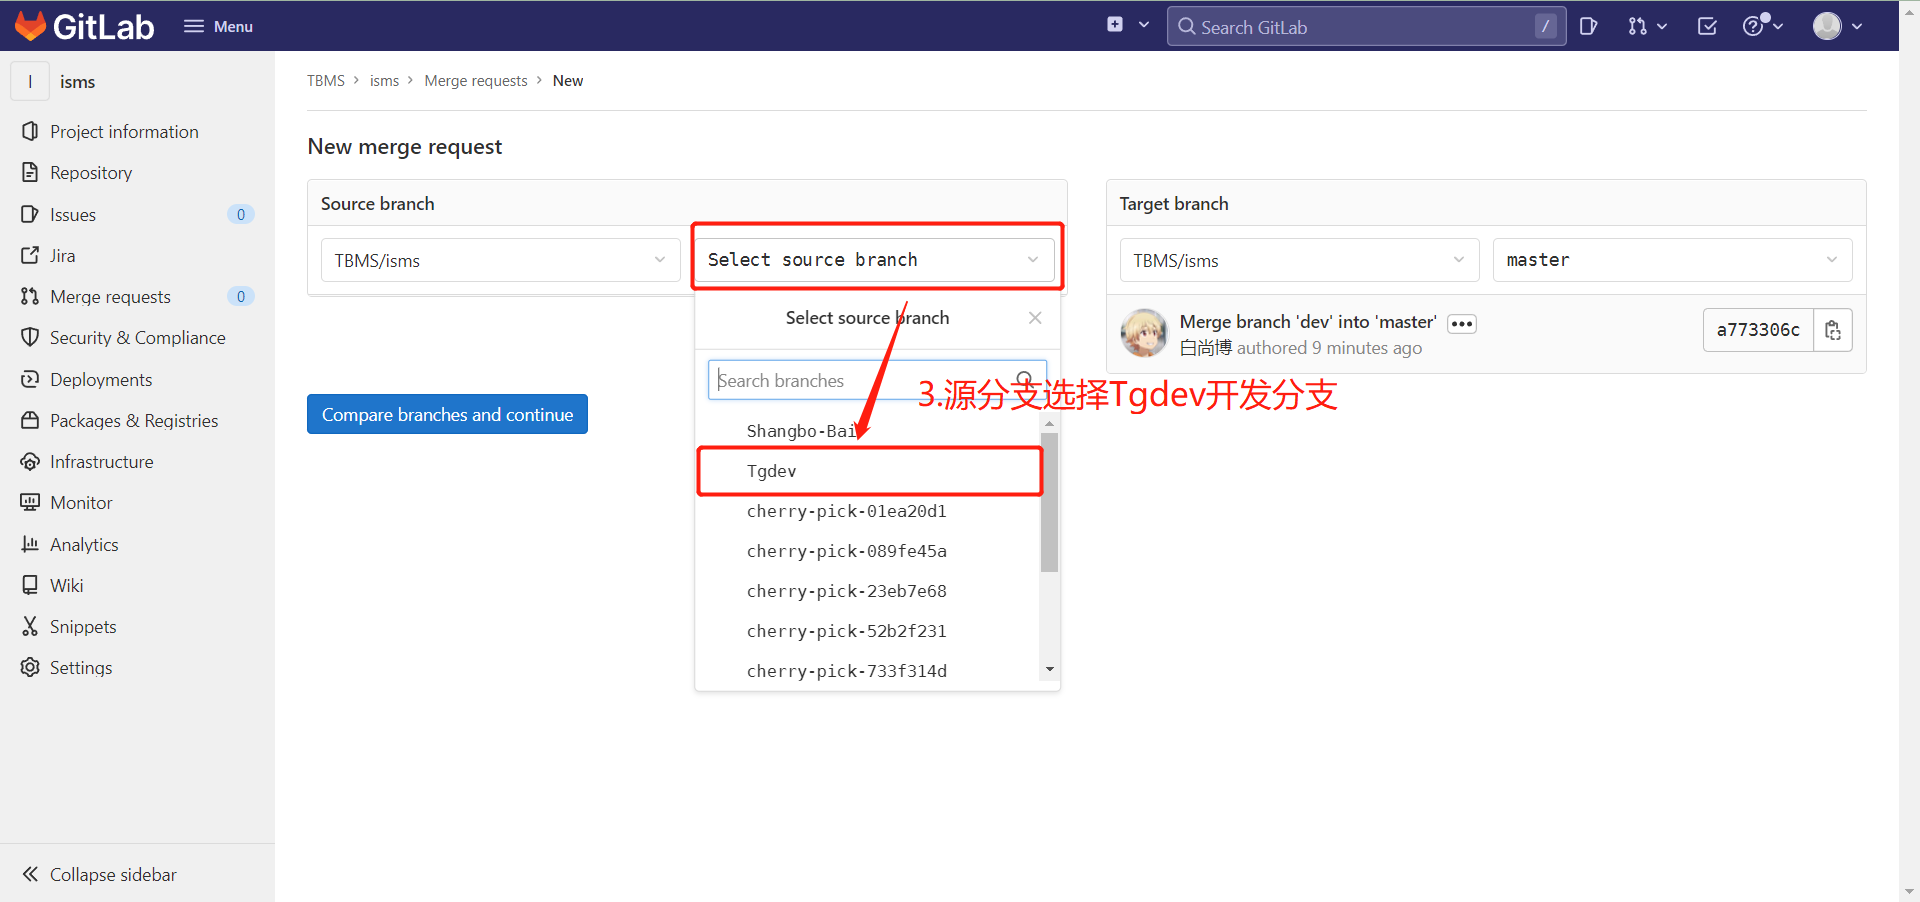 GitLab
Menu
Search GitLab
/
I
isms
Project information
Repository
Issues
0
Jira
Merge requests
0
Security & Compliance
Deployments
Packages & Registries
Infrastructure
Monitor
Analytics
Wiki
Snippets
Settings
Collapse sidebar
TBMS › isms › Merge requests › New
New merge request
Source branch
TBMS/isms
Select source branch
Select source branch
Search branches
Shangbo-Bai
Tgdev
cherry-pick-01ea20d1
cherry-pick-089fe45a
cherry-pick-23eb7e68
cherry-pick-52b2f231
cherry-pick-733f314d
Compare branches and continue
3.源分支选择Tgdev开发分支
Target branch
TBMS/isms
master
Merge branch 'dev' into 'master'
白尚博 authored 9 minutes ago
a773306c